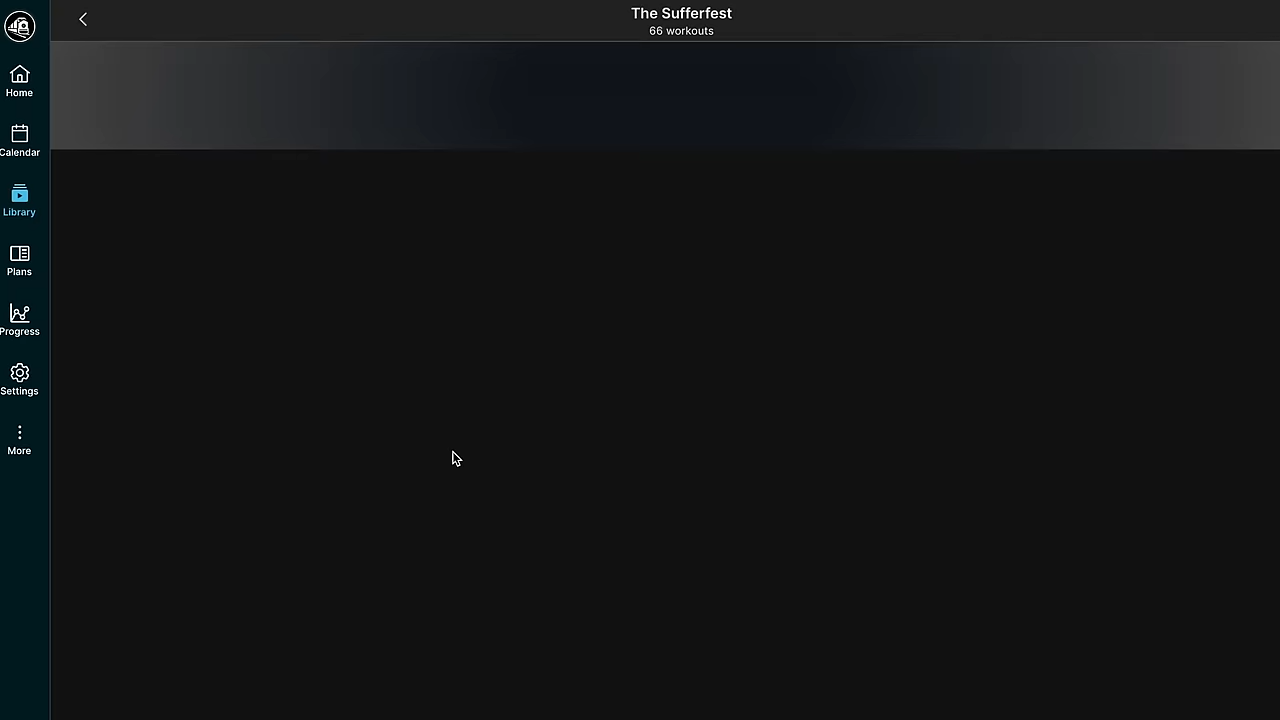 The Sufferfest
66 workouts
Home
Calendar
Library
Plans
Progress
Settings
More